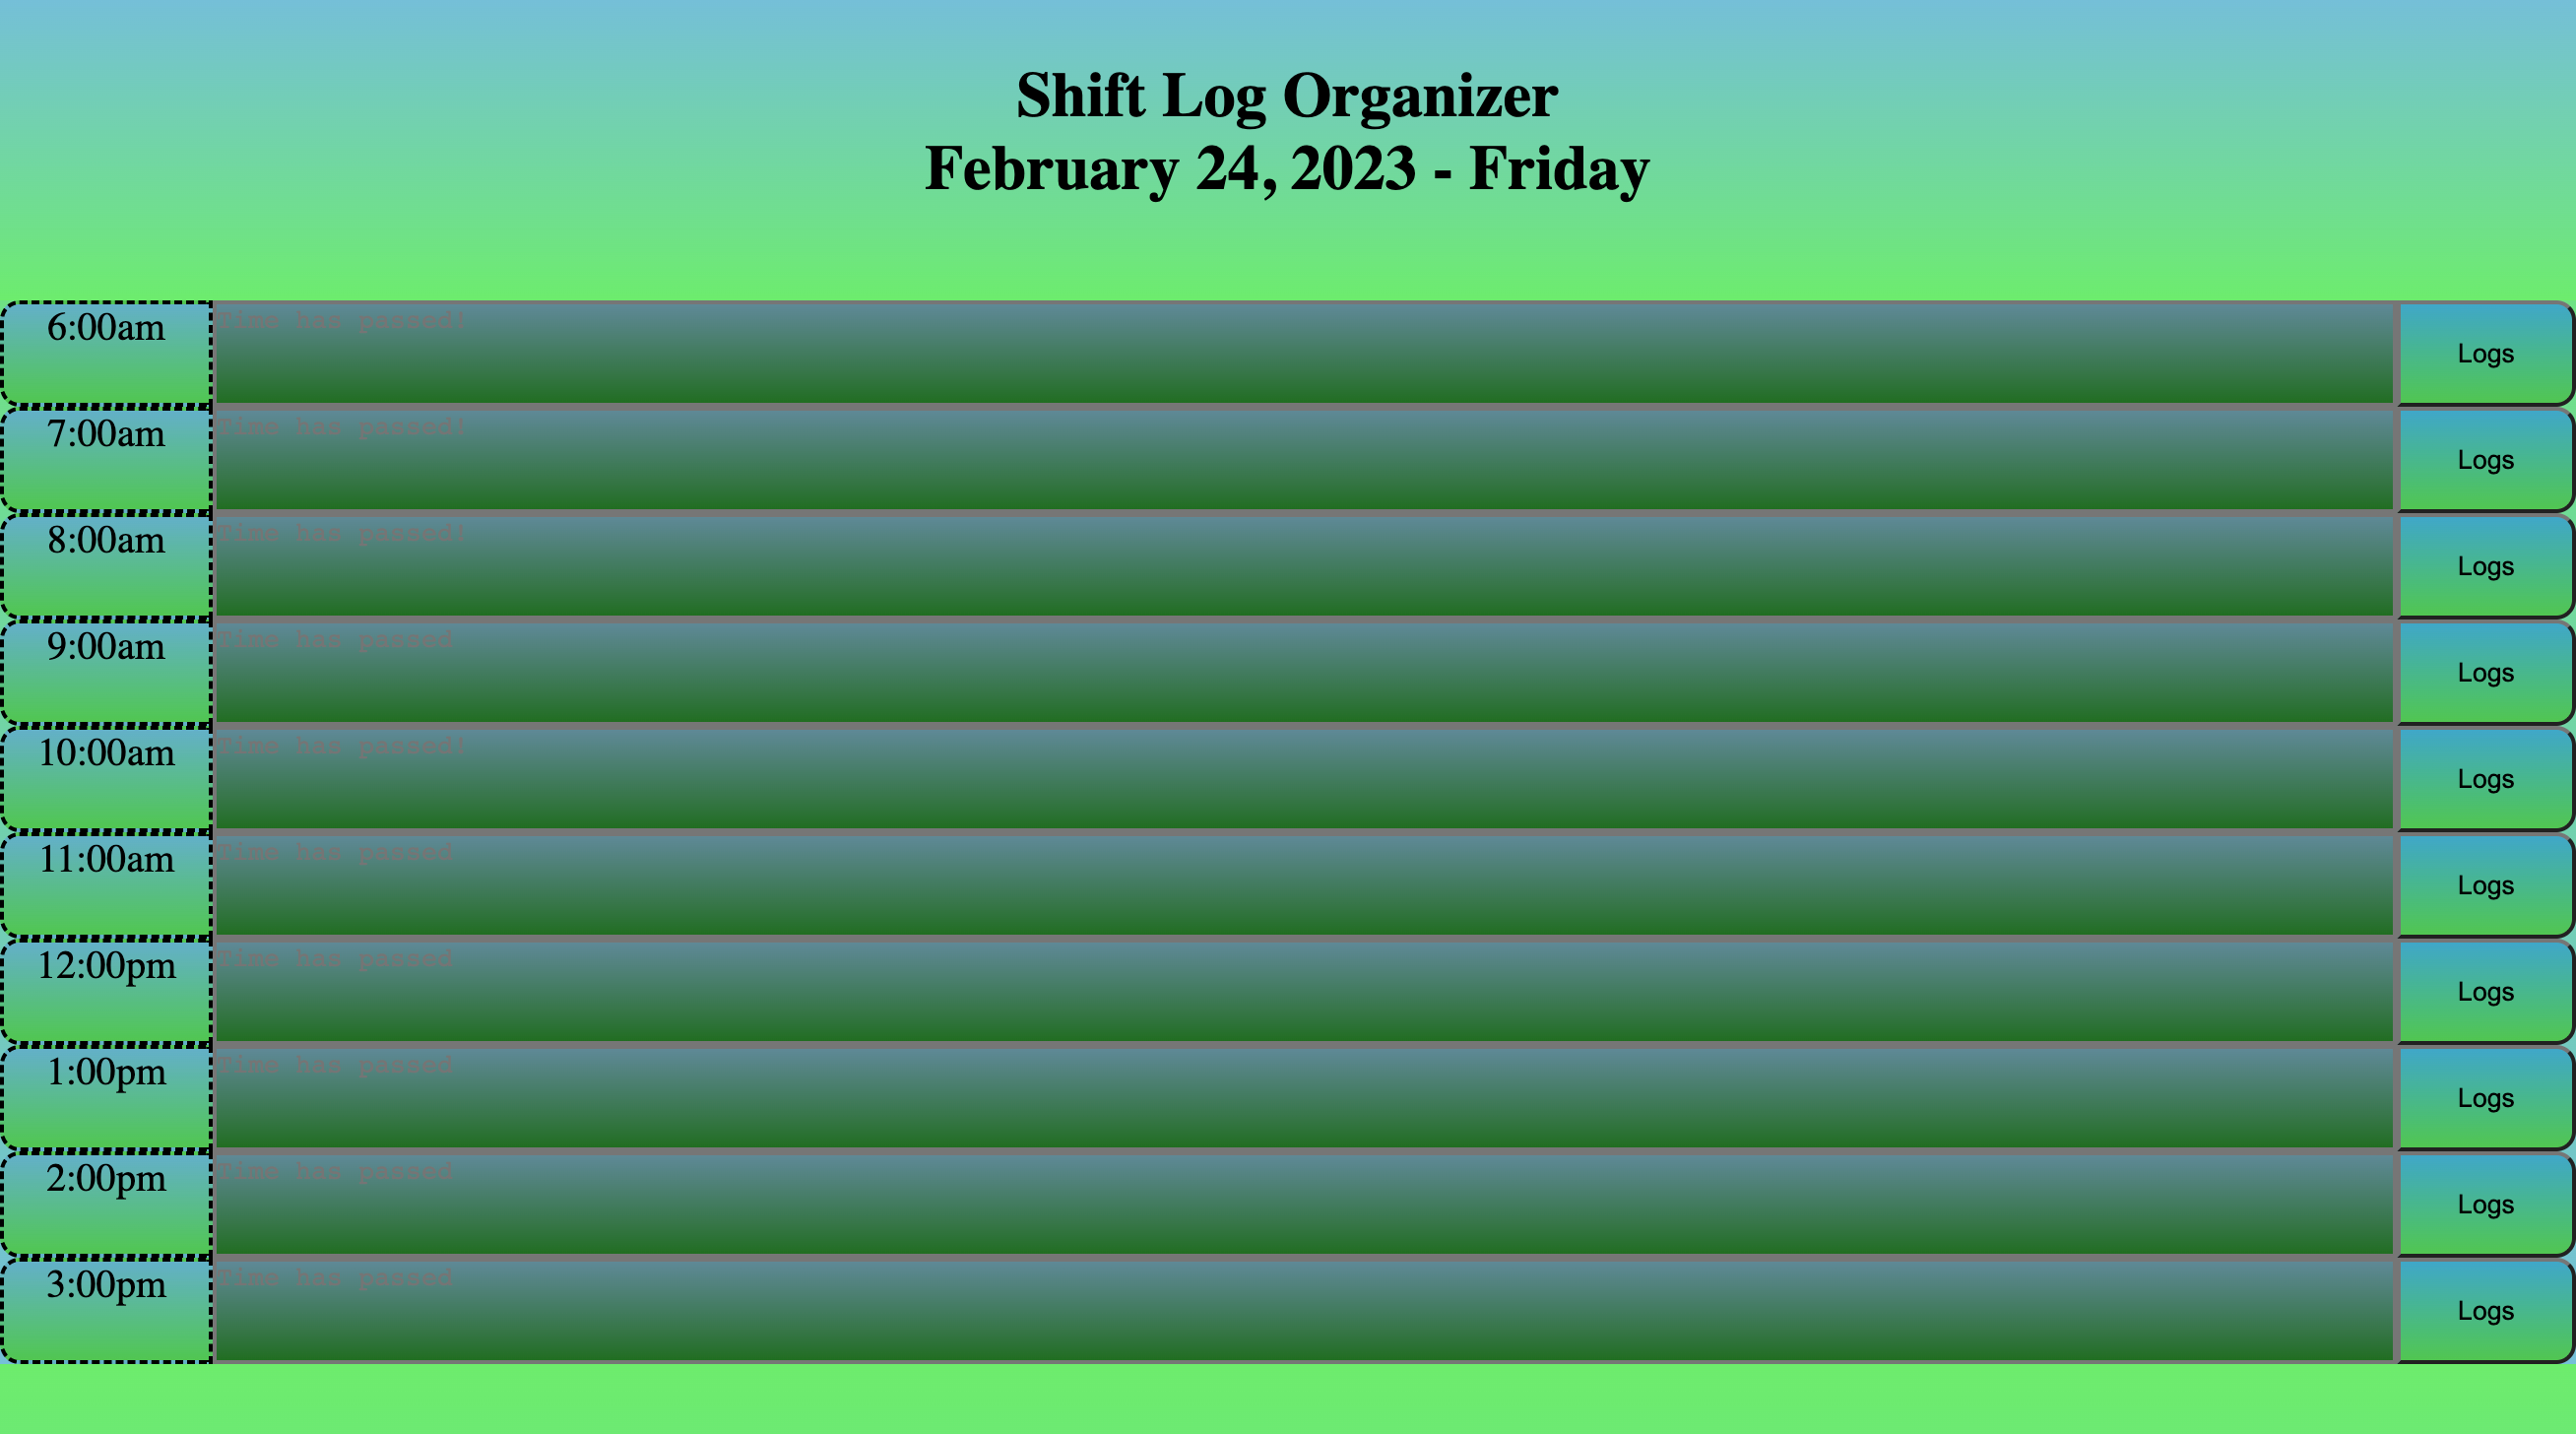 Shift Log Organizer
February 24, 2023 - Friday
6:00am Time has passed! Logs
7:00am Time has passed! Logs
8:00am Time has passed! Logs
9:00am Time has passed Logs
10:00am Time has passed! Logs
11:00am Time has passed Logs
12:00pm Time has passed Logs
1:00pm Time has passed Logs
2:00pm Time has passed Logs
3:00pm Time has passed Logs